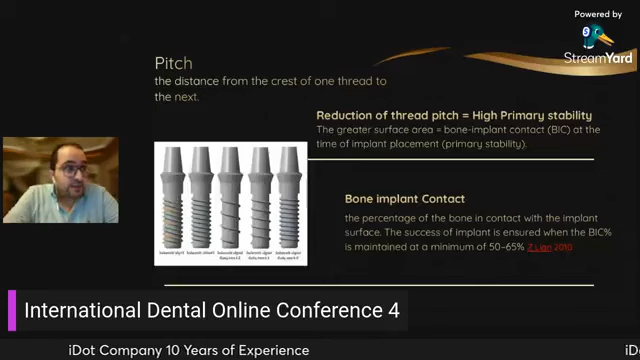 Powered by
StreamYard
Pitch
the distance from the crest of one thread to
the next.
Reduction of thread pitch = High Primary stability
The greater surface area = bone-implant contact (BIC) at the
time of implant placement (primary stability).
Bone implant Contact
the percentage of the bone in contact with the implant
surface. The success of implant is ensured when the BIC%
is maintained at a minimum of 50–65% Z Lian 2010
International Dental Online Conference 4
iDot Company 10 Years of Experience
iDo